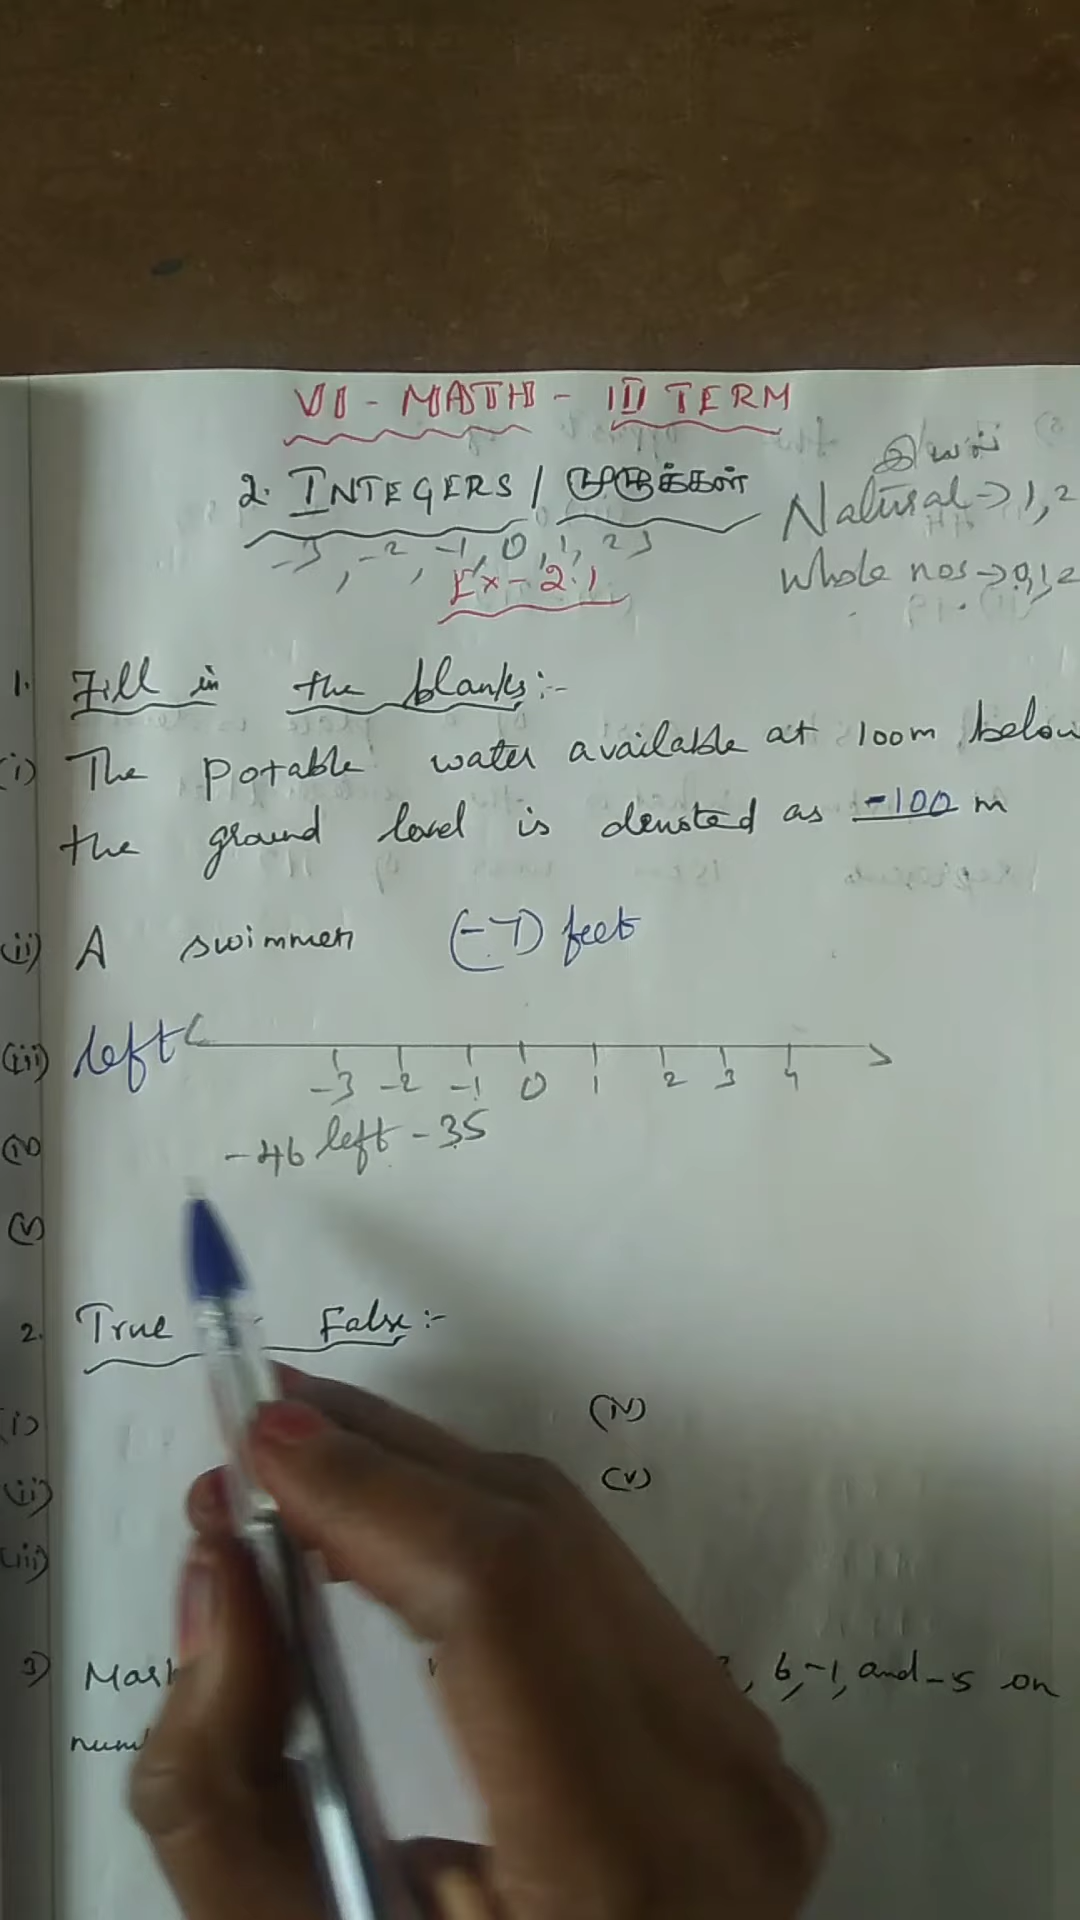 VI - MATH - III TERM
2. INTEGERS / முழுக்கள்
-3, -2, -1, 0, 1, 2 3
இயல்
Natural → 1, 2
Whole nos → 0, 1, 2
Ex - 2.1
1. Fill in the blanks :-
(i) The potable water available at 100m below
the ground level is denoted as -100 m
(ii) A swimmer (-7) feet
(iii) left
-3 -2 -1 0 1 2 3 4
(iv) -46 left -35
(v)
2. True False :-
(i) (iv)
(ii) (v)
(iii)
3) 6, -1, and -5 on